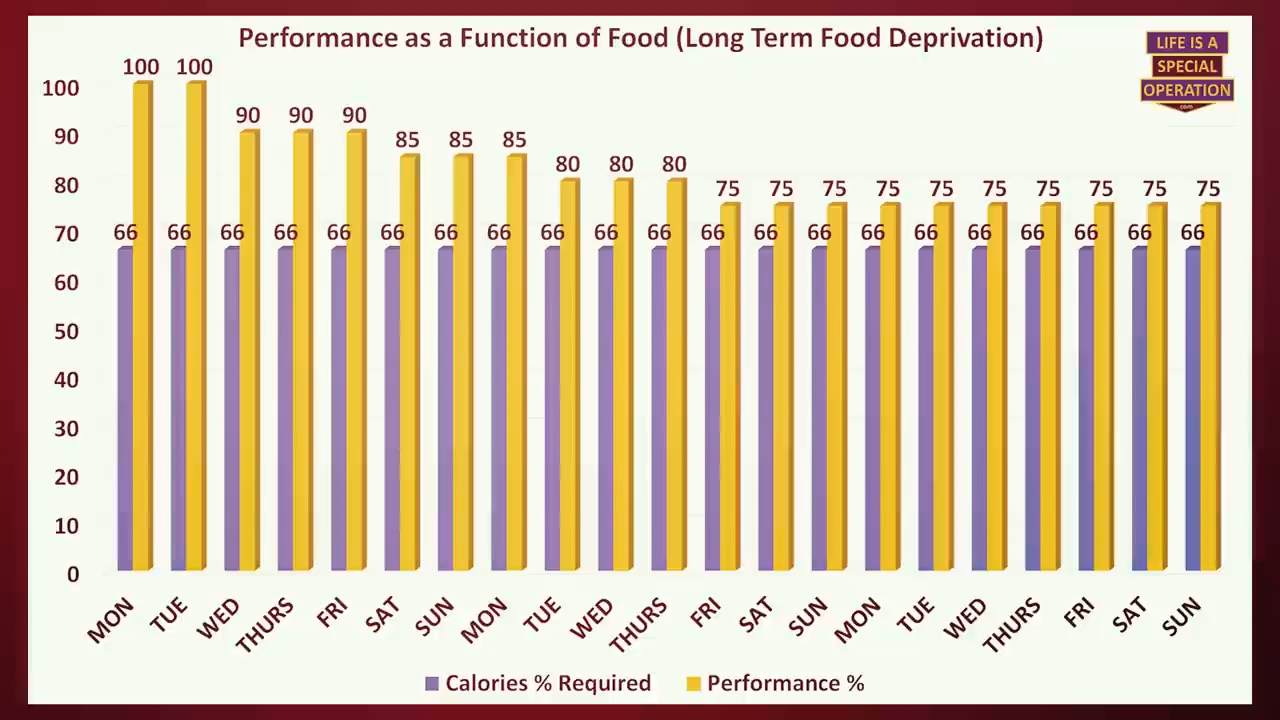 Performance as a Function of Food (Long Term Food Deprivation)
LIFE IS A
SPECIAL
OPERATION
.com
100 100
100
90 90 90 90
85 85 85
80 80 80 80
75 75 75 75 75 75 75 75 75 75
70 66 66 66 66 66 66 66 66 66 66 66 66 66 66 66 66 66 66 66 66 66
60
50
40
30
20
10
0
MON TUE WED THURS FRI SAT SUN MON TUE WED THURS FRI SAT SUN MON TUE WED THURS FRI SAT SUN
Calories % Required Performance %